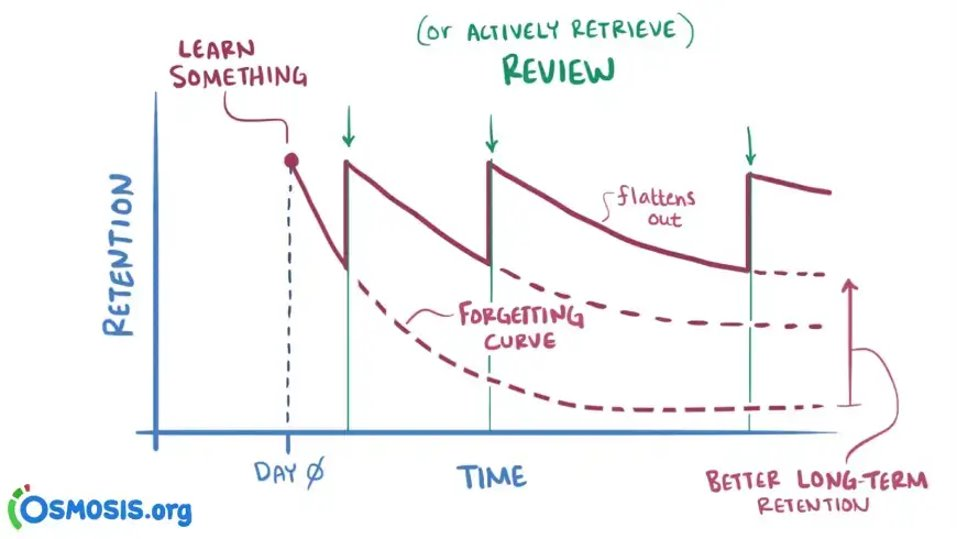 (or ACTIVELY RETRIEVE)
REVIEW
LEARN
SOMETHING
RETENTION
flattens
out
FORGETTING
CURVE
DAY 0
TIME
BETTER LONG-TERM
RETENTION
OSMOSIS.org